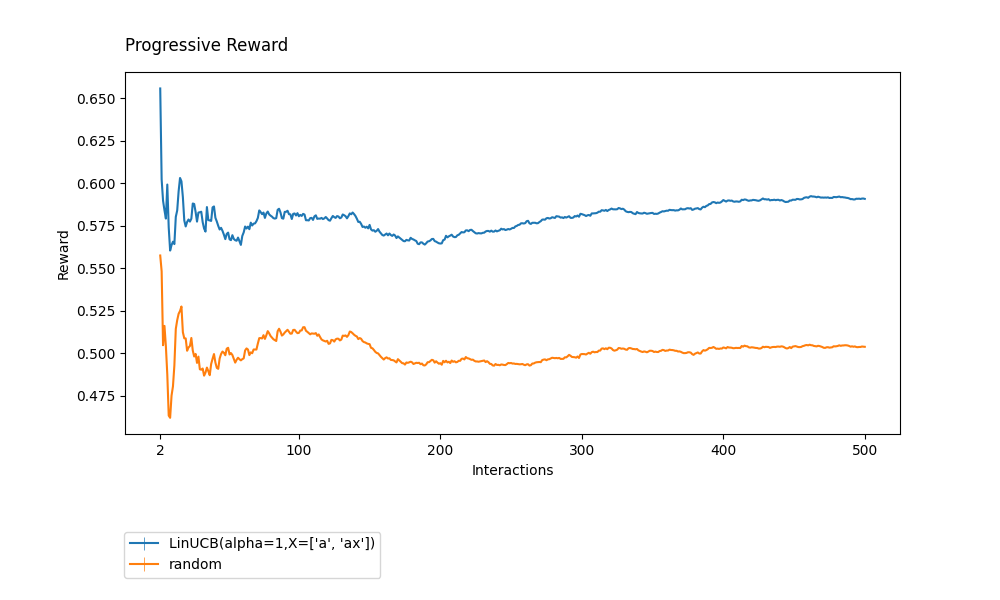 Progressive Reward
0.650
0.625
0.600
0.575
0.550
0.525
0.500
0.475
Reward
2 100 200 300 400 500
Interactions
LinUCB(alpha=1,X=['a', 'ax'])
random